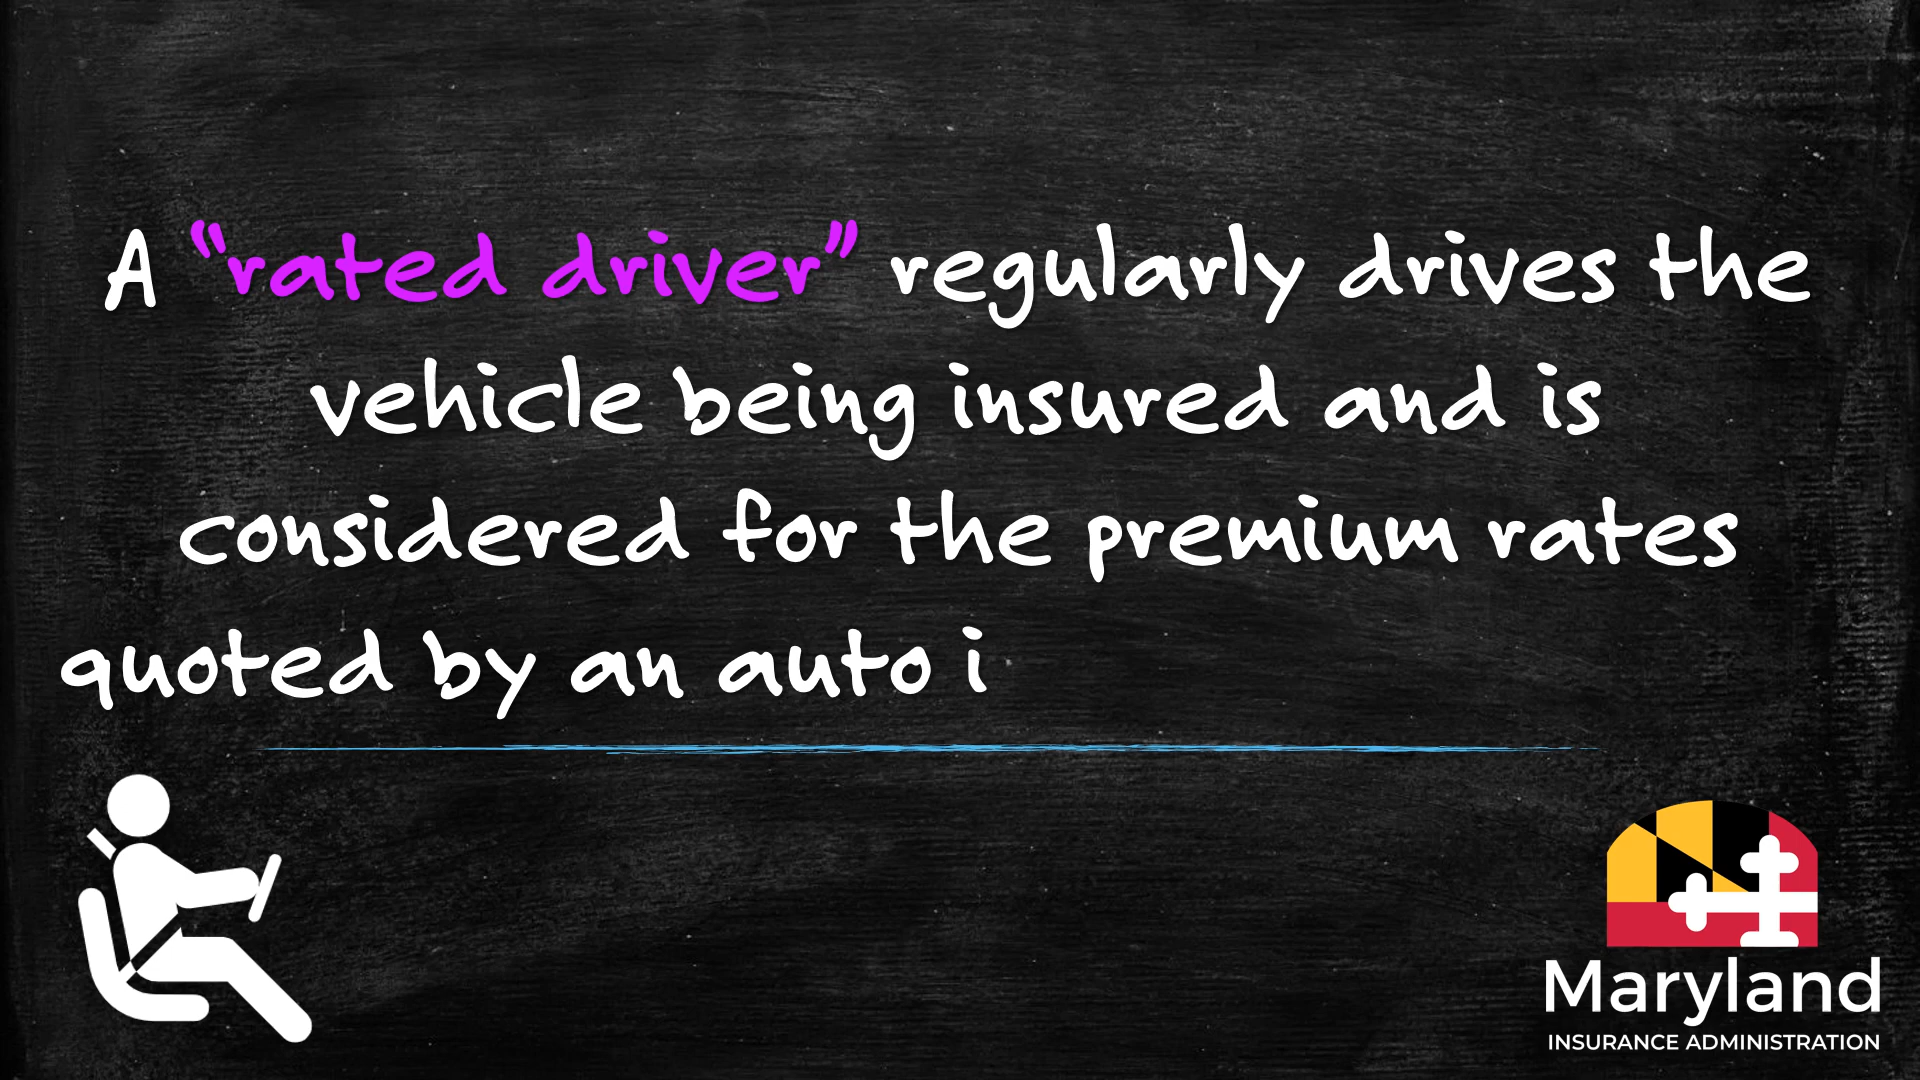 A “rated driver” regularly drives the
vehicle being insured and is
considered for the premium rates
quoted by an auto i
Maryland
INSURANCE ADMINISTRATION